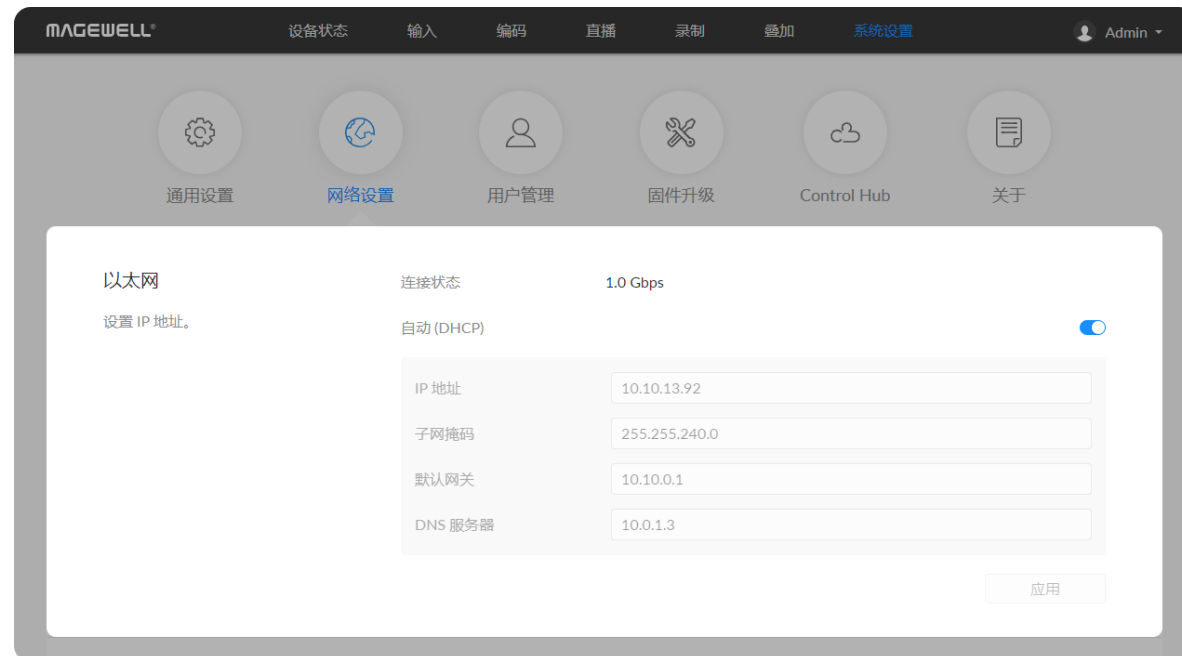 MAGEWELL®
设备状态 输入 编码 直播 录制 叠加 系统设置 Admin
通用设置 网络设置 用户管理 固件升级 Control Hub 关于
以太网
设置 IP 地址。
连接状态 1.0 Gbps
自动 (DHCP)
IP 地址 10.10.13.92
子网掩码 255.255.240.0
默认网关 10.10.0.1
DNS 服务器 10.0.1.3
应用